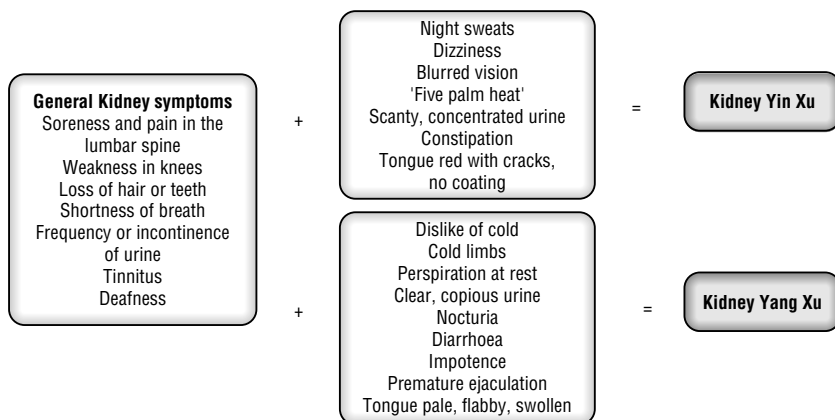 General Kidney symptoms
Soreness and pain in the
lumbar spine
Weakness in knees
Loss of hair or teeth
Shortness of breath
Frequency or incontinence
of urine
Tinnitus
Deafness
+
Night sweats
Dizziness
Blurred vision
'Five palm heat'
Scanty, concentrated urine
Constipation
Tongue red with cracks,
no coating
=
Kidney Yin Xu
+
Dislike of cold
Cold limbs
Perspiration at rest
Clear, copious urine
Nocturia
Diarrhoea
Impotence
Premature ejaculation
Tongue pale, flabby, swollen
=
Kidney Yang Xu